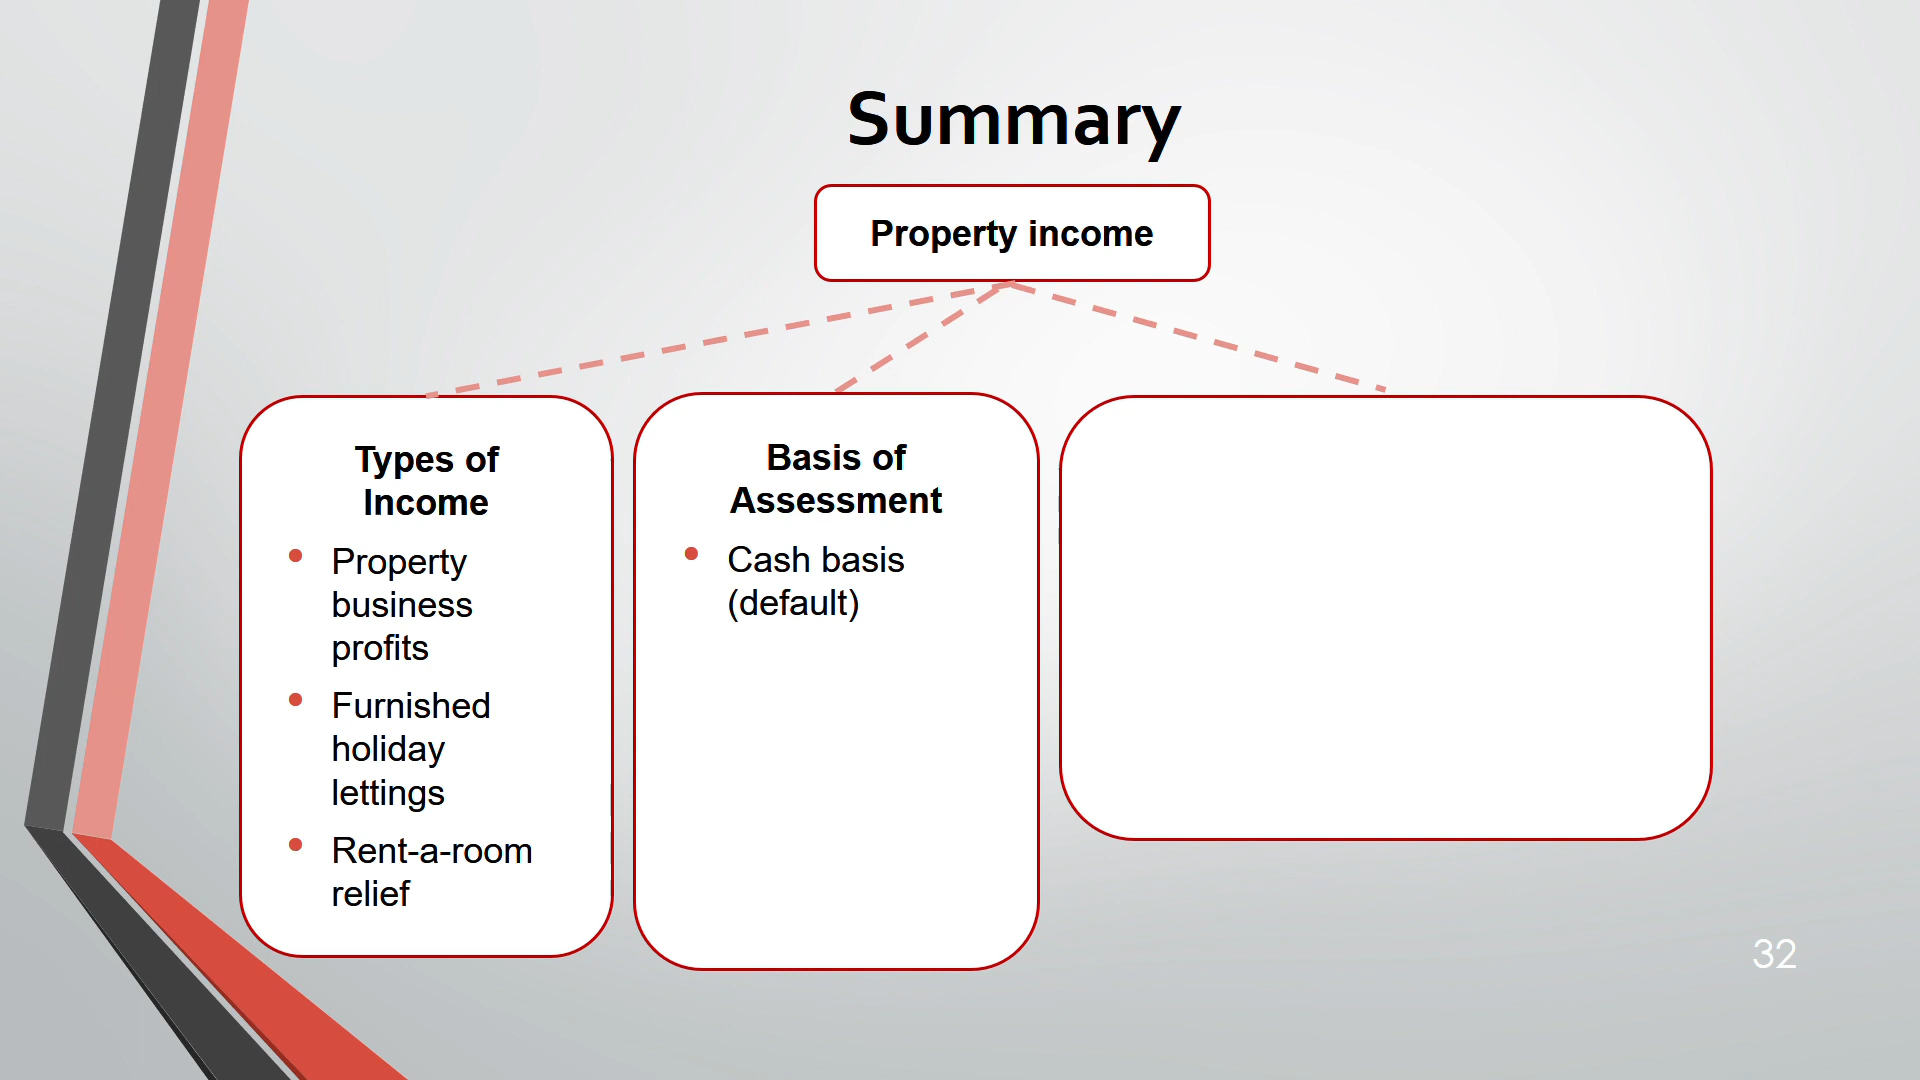 Summary
Property income
Types of
Income
• Property
business
profits
• Furnished
holiday
lettings
• Rent-a-room
relief
Basis of
Assessment
• Cash basis
(default)
32